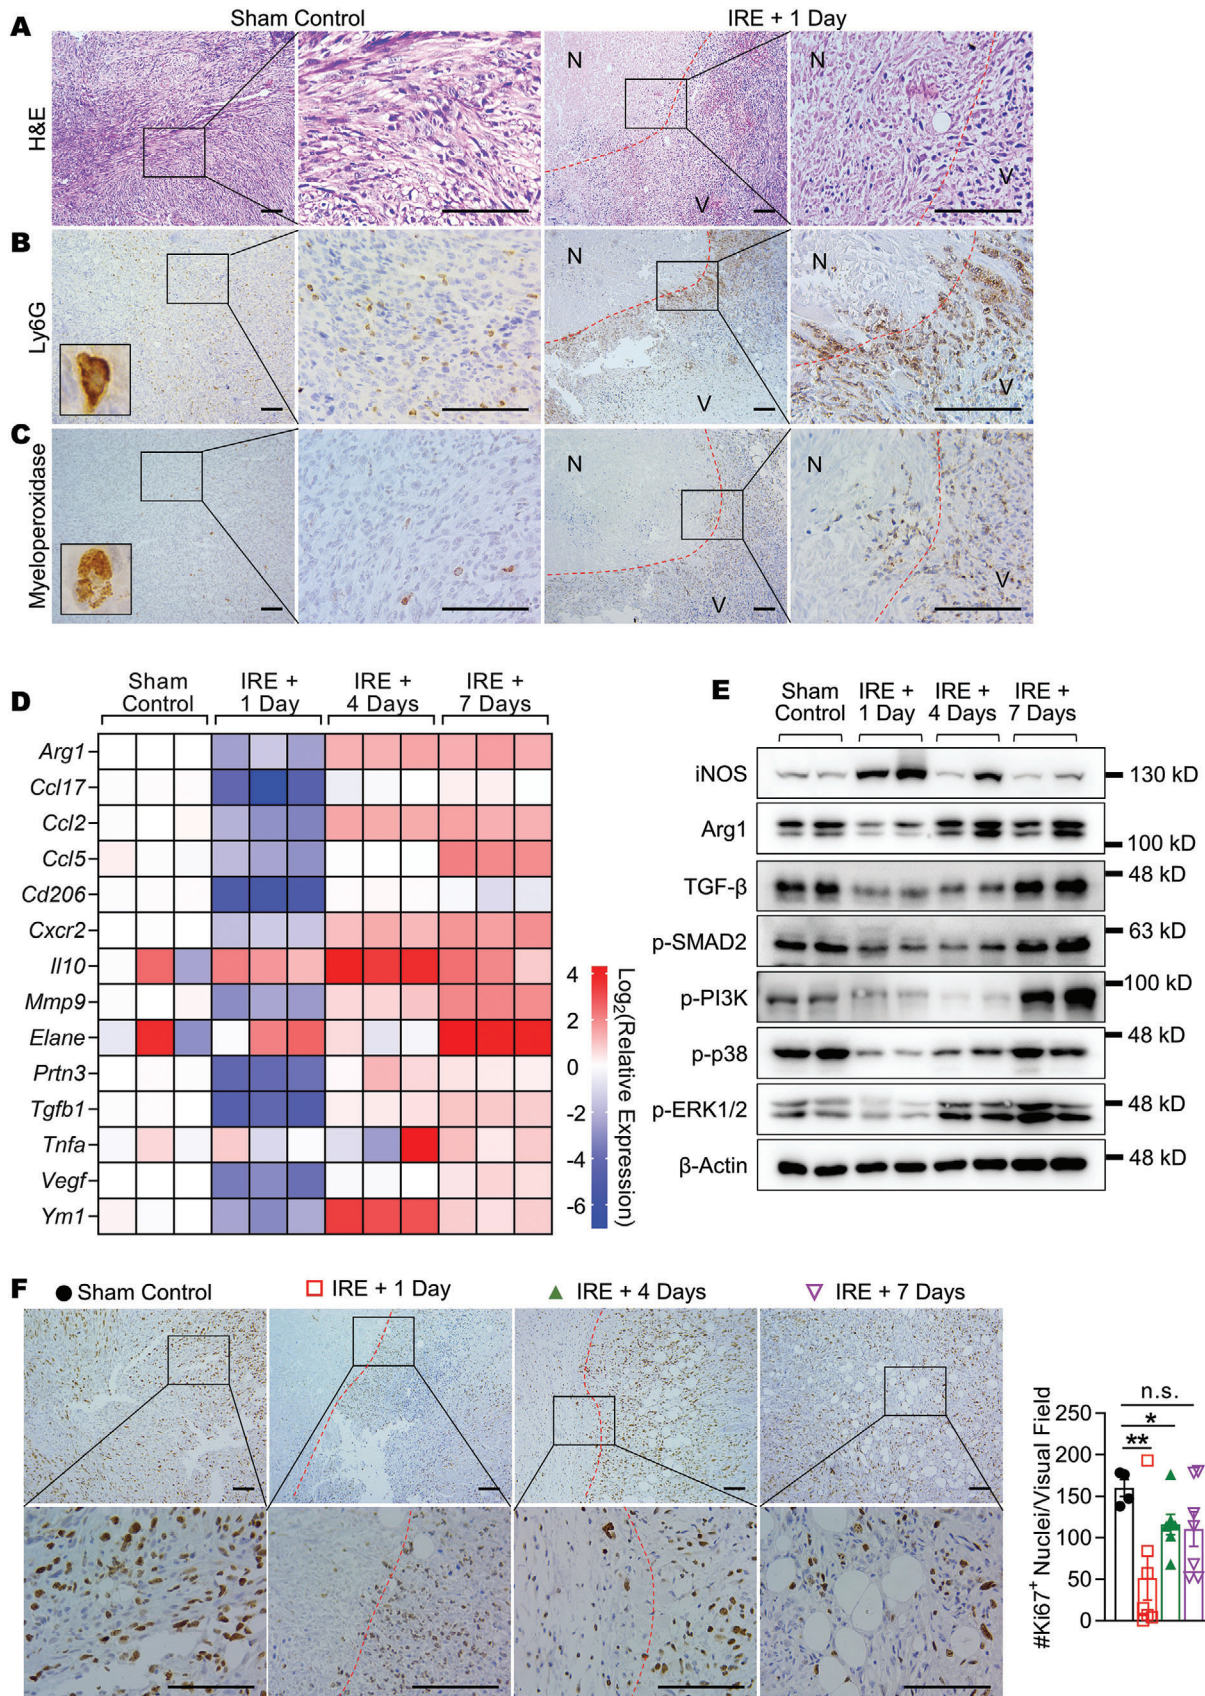 A
Sham Control
IRE + 1 Day
H&E
N
V
N
V
B
Ly6G
N
V
N
V
C
Myeloperoxidase
N
V
N
V
D
Sham Control
IRE + 1 Day
IRE + 4 Days
IRE + 7 Days
Arg1
Ccl17
Ccl2
Ccl5
Cd206
Cxcr2
Il10
Mmp9
Elane
Prtn3
Tgfb1
Tnfa
Vegf
Ym1
4
2
0
-2
-4
-6
Log2(Relative Expression)
E
Sham Control
IRE + 1 Day
IRE + 4 Days
IRE + 7 Days
iNOS
130 kD
Arg1
100 kD
TGF-β
48 kD
p-SMAD2
63 kD
p-PI3K
100 kD
p-p38
48 kD
p-ERK1/2
48 kD
β-Actin
48 kD
F
Sham Control
IRE + 1 Day
IRE + 4 Days
IRE + 7 Days
n.s.
*
**
250
200
150
100
50
0
#Ki67+ Nuclei/Visual Field